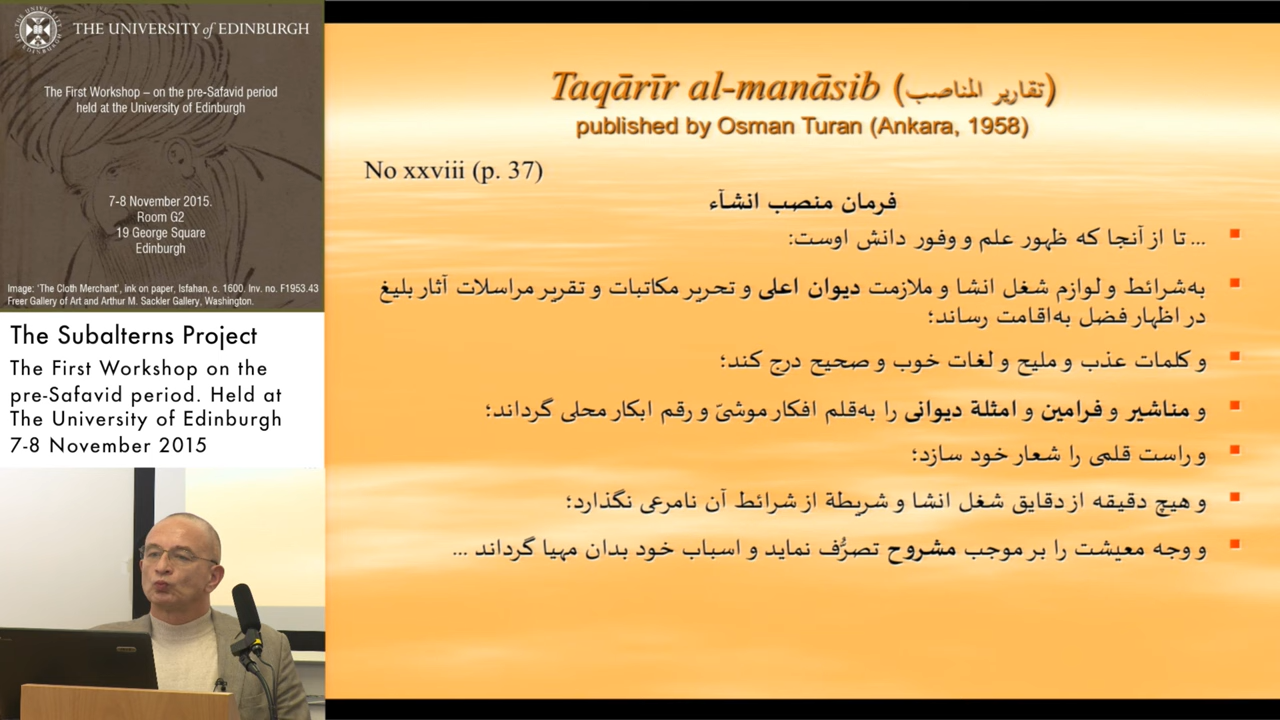 THE UNIVERSITY of EDINBURGH
The First Workshop – on the pre-Safavid period
held at the University of Edinburgh
7-8 November 2015.
Room G2
19 George Square
Edinburgh
Image: ‘The Cloth Merchant’, ink on paper, Isfahan, c. 1600. Inv. no. F1953.43
Freer Gallery of Art and Arthur M. Sackler Gallery, Washington.
The Subalterns Project
The First Workshop on the
pre-Safavid period. Held at
The University of Edinburgh
7-8 November 2015
Taqārīr al-manāsib (تقاریر المناصب)
published by Osman Turan (Ankara, 1958)
No xxviii (p. 37)
فرمان منصب انشآء
... تا از آنجا که ظهور علم و وفور دانش اوست:
به‌شرائط و لوازم شغل انشا و ملازمت دیوان اعلی و تحریر مکاتبات و تقریر مراسلات آثار بلیغ
در اظهار فضل به‌اقامت رساند؛
و کلمات عذب و ملیح و لغات خوب و صحیح درج کند؛
و مناشیر و فرامین و امثلة دیوانی را به‌قلم افکار موشیّ و رقم ابکار محلی گرداند؛
و راست قلمی را شعار خود سازد؛
و هیچ دقیقه از دقایق شغل انشا و شریطة از شرائط آن نامرعی نگذارد؛
و وجه معیشت را بر موجب مشروح تصرُّف نماید و اسباب خود بدان مهیا گرداند ...